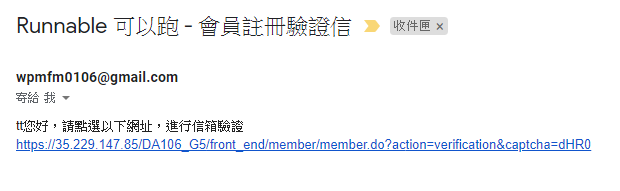 Runnable 可以跑 - 會員註冊驗證信 收件匣 ×
wpmfm0106@gmail.com
寄給 我
tt您好，請點選以下網址，進行信箱驗證
https://35.229.147.85/DA106_G5/front_end/member/member.do?action=verification&captcha=dHR0